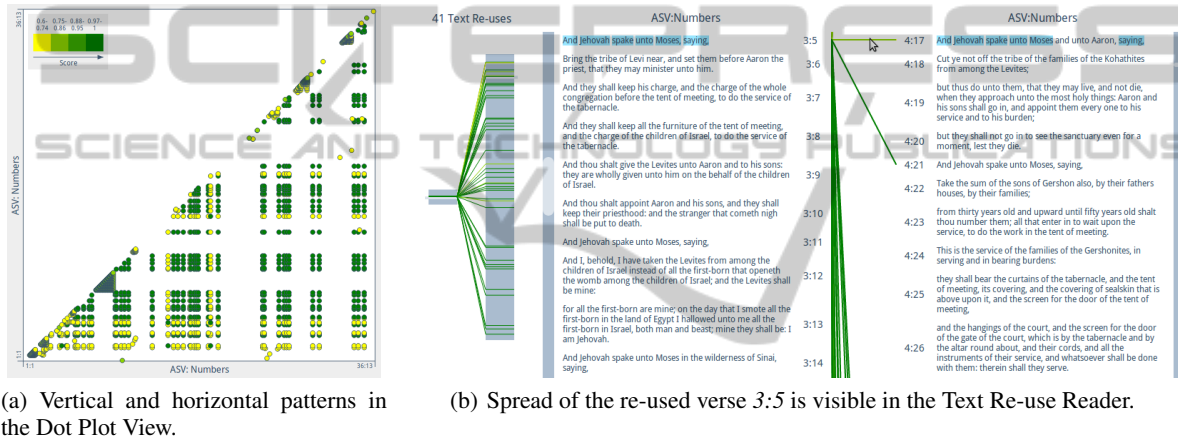 36:13
0.6- 0.75- 0.88- 0.97-
0.74 0.86 0.95 1
Score
ASV: Numbers
1:1
1:1
36:13
ASV: Numbers
(a) Vertical and horizontal patterns in
the Dot Plot View.
41 Text Re-uses
ASV:Numbers
And Jehovah spake unto Moses, saying,
Bring the tribe of Levi near, and set them before Aaron the
priest, that they may minister unto him.
And they shall keep his charge, and the charge of the whole
congregation before the tent of meeting, to do the service of
the tabernacle.
And they shall keep all the furniture of the tent of meeting,
and the charge of the children of Israel, to do the service of
the tabernacle.
And thou shalt give the Levites unto Aaron and to his sons:
they are wholly given unto him on the behalf of the children
of Israel.
And thou shalt appoint Aaron and his sons, and they shall
keep their priesthood: and the stranger that cometh nigh
shall be put to death.
And Jehovah spake unto Moses, saying,
And I, behold, I have taken the Levites from among the
children of Israel instead of all the first-born that openeth
the womb among the children of Israel; and the Levites shall
be mine:
for all the first-born are mine; on the day that I smote all the
first-born in the land of Egypt I hallowed unto me all the
first-born in Israel, both man and beast; mine they shall be: I
am Jehovah.
And Jehovah spake unto Moses in the wilderness of Sinai,
saying,
3:5
3:6
3:7
3:8
3:9
3:10
3:11
3:12
3:13
3:14
ASV:Numbers
4:17
4:18
4:19
4:20
4:21
4:22
4:23
4:24
4:25
4:26
And Jehovah spake unto Moses and unto Aaron, saying,
Cut ye not off the tribe of the families of the Kohathites
from among the Levites;
but thus do unto them, that they may live, and not die,
when they approach unto the most holy things: Aaron and
his sons shall go in, and appoint them every one to his
service and to his burden;
but they shall not go in to see the sanctuary even for a
moment, lest they die.
And Jehovah spake unto Moses, saying,
Take the sum of the sons of Gershon also, by their fathers
houses, by their families;
from thirty years old and upward until fifty years old shalt
thou number them; all that enter in to wait upon the
service, to do the work in the tent of meeting.
This is the service of the families of the Gershonites, in
serving and in bearing burdens:
they shall bear the curtains of the tabernacle, and the tent
of meeting, its covering, and the covering of sealskin that is
above upon it, and the screen for the door of the tent of
meeting,
and the hangings of the court, and the screen for the door
of the gate of the court, which is by the tabernacle and by
the altar round about, and their cords, and all the
instruments of their service, and whatsoever shall be done
with them: therein shall they serve.
(b) Spread of the re-used verse 3:5 is visible in the Text Re-use Reader.
SCITEPRESS
SCIENCE AND TECHNOLOGY PUBLICATIONS